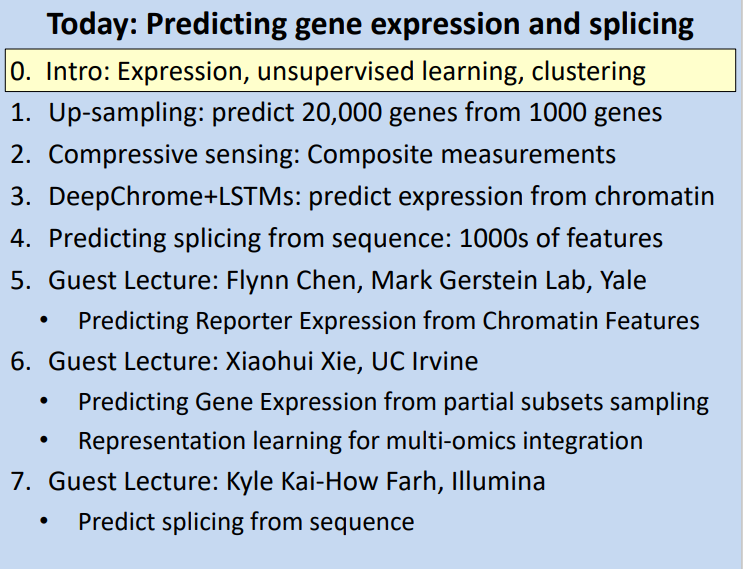 Today: Predicting gene expression and splicing
0. Intro: Expression, unsupervised learning, clustering
1. Up-sampling: predict 20,000 genes from 1000 genes
2. Compressive sensing: Composite measurements
3. DeepChrome+LSTMs: predict expression from chromatin
4. Predicting splicing from sequence: 1000s of features
5. Guest Lecture: Flynn Chen, Mark Gerstein Lab, Yale
• Predicting Reporter Expression from Chromatin Features
6. Guest Lecture: Xiaohui Xie, UC Irvine
• Predicting Gene Expression from partial subsets sampling
• Representation learning for multi-omics integration
7. Guest Lecture: Kyle Kai-How Farh, Illumina
• Predict splicing from sequence